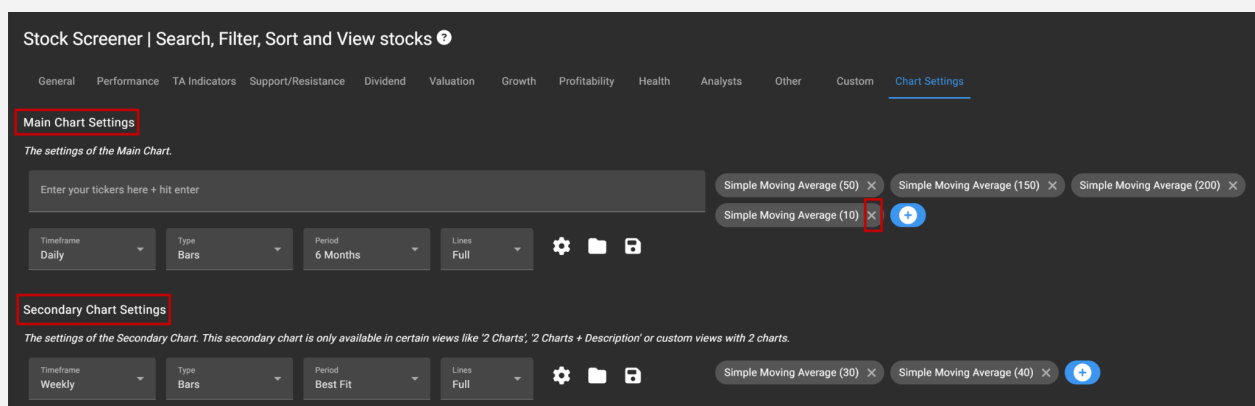 Stock Screener | Search, Filter, Sort and View stocks ?
General Performance TA Indicators Support/Resistance Dividend Valuation Growth Profitability Health Analysts Other Custom Chart Settings
Main Chart Settings
The settings of the Main Chart.
Enter your tickers here + hit enter
Simple Moving Average (50) Simple Moving Average (150) Simple Moving Average (200)
Simple Moving Average (10)
Timeframe Type Period Lines
Daily Bars 6 Months Full
Secondary Chart Settings
The settings of the Secondary Chart. This secondary chart is only available in certain views like '2 Charts', '2 Charts + Description' or custom views with 2 charts.
Timeframe Type Period Lines
Weekly Bars Best Fit Full
Simple Moving Average (30) Simple Moving Average (40)